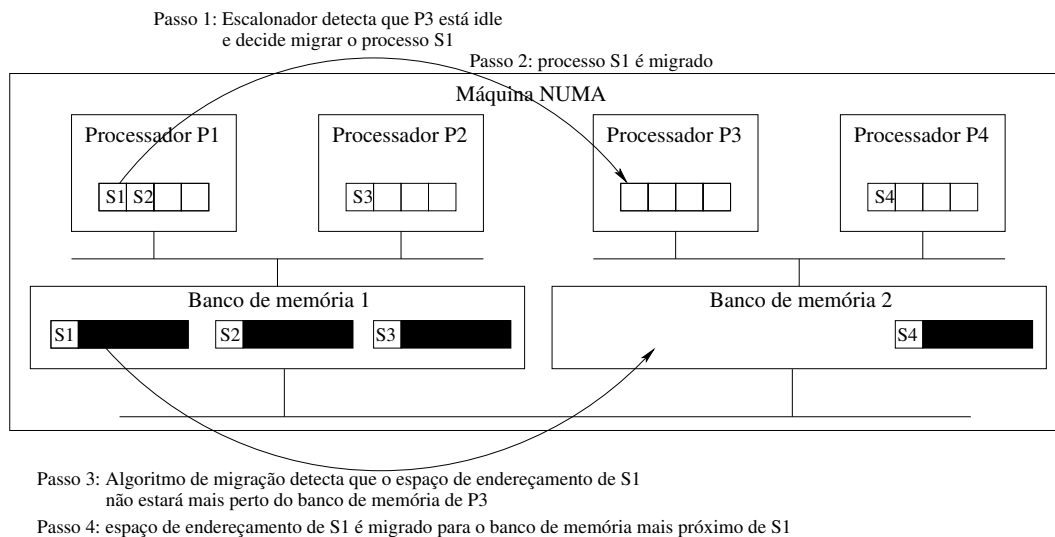 Passo 1: Escalonador detecta que P3 está idle
e decide migrar o processo S1
Passo 2: processo S1 é migrado
Máquina NUMA
Processador P1
Processador P2
Processador P3
Processador P4
S1 S2
S3
S4
Banco de memória 1
Banco de memória 2
S1
S2
S3
S4
Passo 3: Algoritmo de migração detecta que o espaço de endereçamento de S1
não estará mais perto do banco de memória de P3
Passo 4: espaço de endereçamento de S1 é migrado para o banco de memória mais próximo de S1